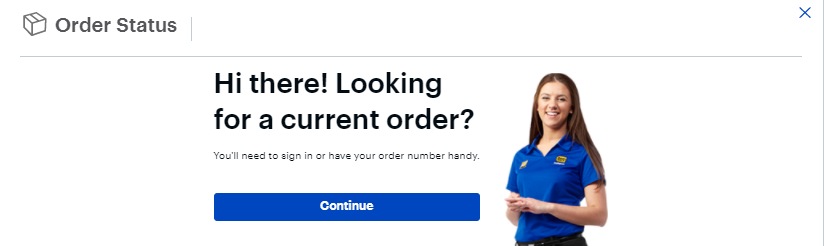 Order Status
Hi there! Looking
for a current order?
You'll need to sign in or have your order number handy.
Continue